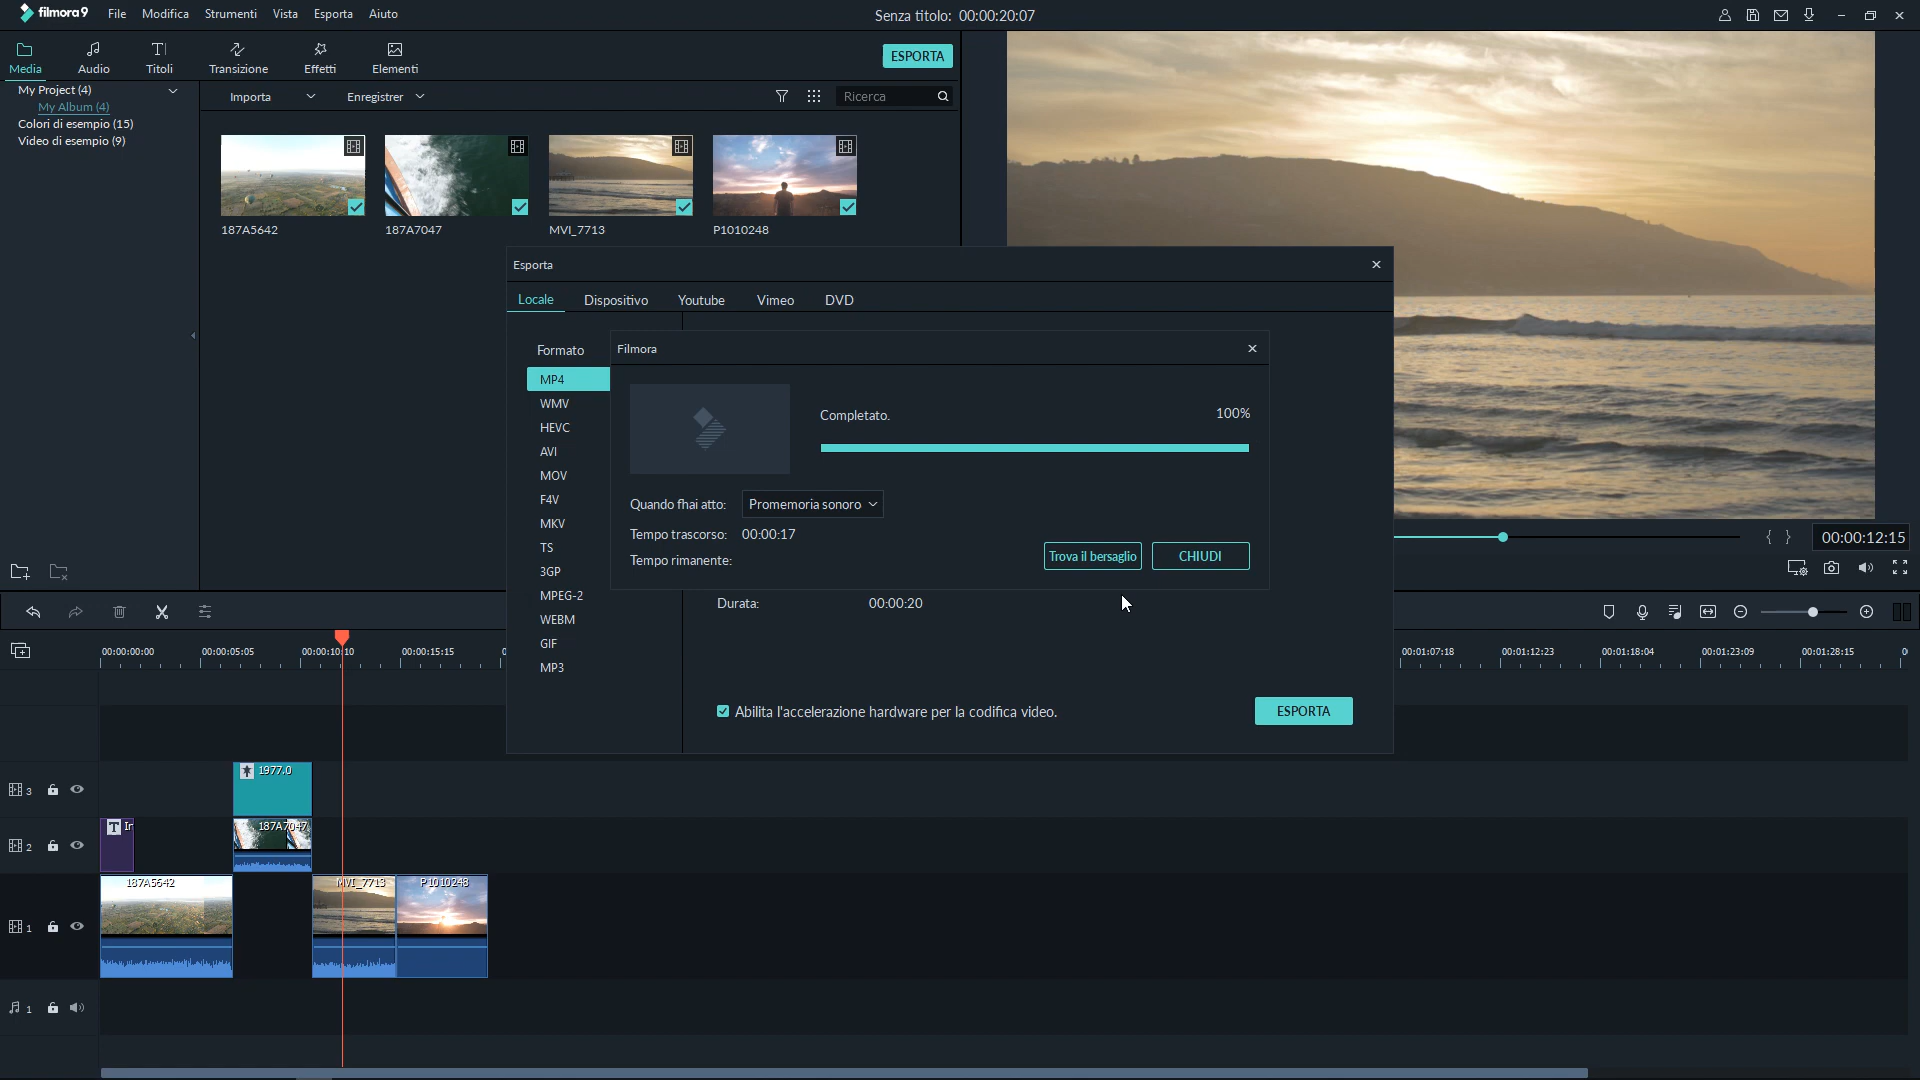 filmora9 File Modifica Strumenti Vista Esporta Aiuto Senza titolo: 00:00:20:07
Media Audio Titoli Transizione Effetti Elementi ESPORTA
My Project (4)
My Album (4)
Colori di esempio (15)
Video di esempio (9)
Importa Enregistrer Ricerca
187A5642 187A7047 MVI_7713 P1010248
Esporta
Locale Dispositivo Youtube Vimeo DVD
Formato
MP4
WMV
HEVC
AVI
MOV
F4V
MKV
TS
3GP
MPEG-2
WEBM
GIF
MP3
Filmora
Completato. 100%
Quando fhai atto: Promemoria sonoro
Tempo trascorso: 00:00:17
Tempo rimanente:
Trova il bersaglio CHIUDI
Durata: 00:00:20
Abilita l'accelerazione hardware per la codifica video. ESPORTA
{ } 00:00:12:15
00:00:00:00 00:00:05:05 00:00:10:10 00:00:15:15 00:01:07:18 00:01:12:23 00:01:18:04 00:01:23:09 00:01:28:15
3 1977.0
2 T 187A7047
1 187A5642 MVI_7713 P1010248
1